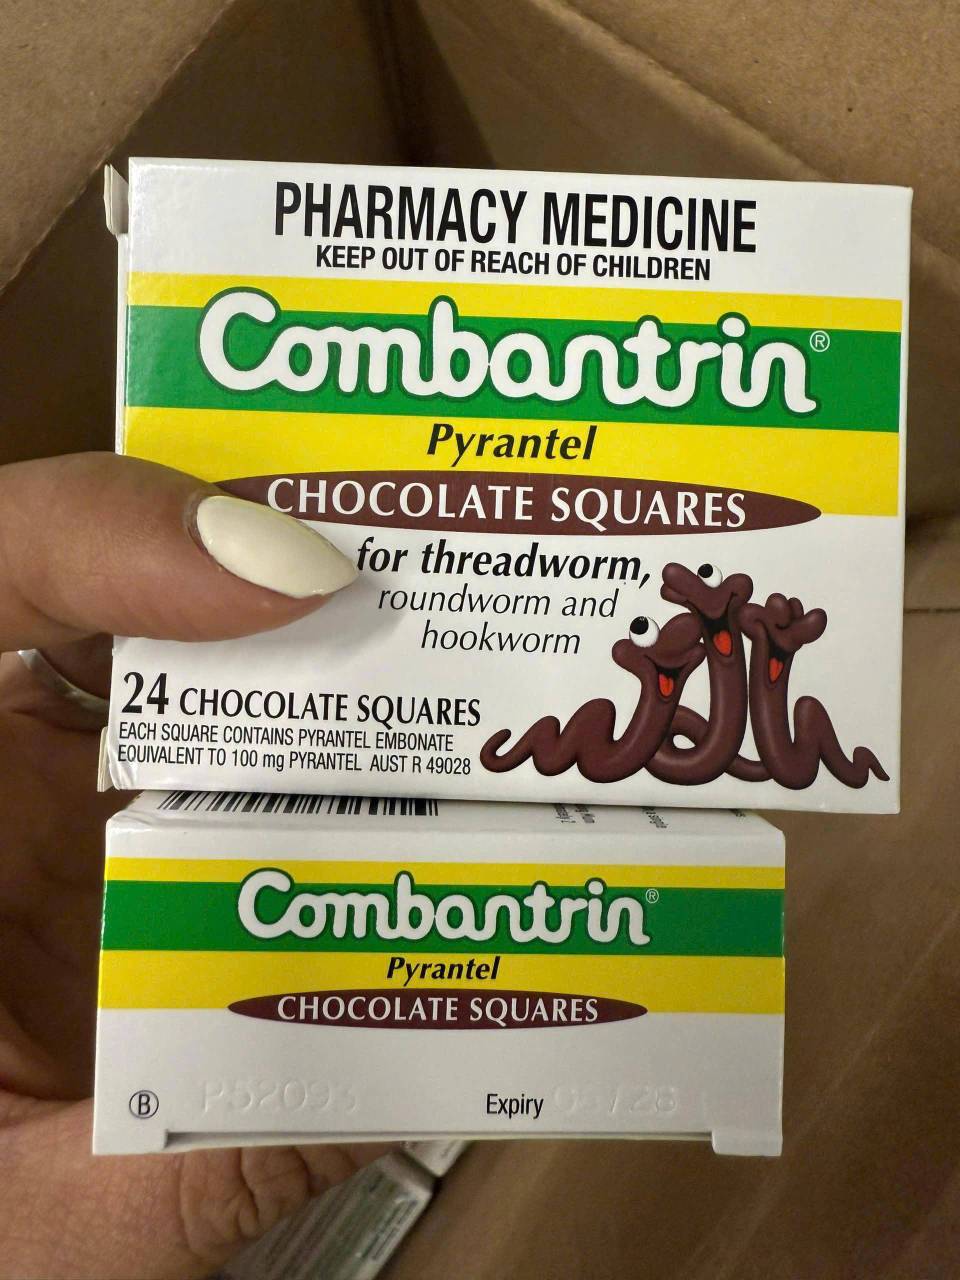 PHARMACY MEDICINE
KEEP OUT OF REACH OF CHILDREN
Combantrin®
Pyrantel
CHOCOLATE SQUARES
for threadworm,
roundworm and
hookworm
24 CHOCOLATE SQUARES
EACH SQUARE CONTAINS PYRANTEL EMBONATE
EQUIVALENT TO 100 mg PYRANTEL AUST R 49028
Combantrin®
Pyrantel
CHOCOLATE SQUARES
B
Expiry